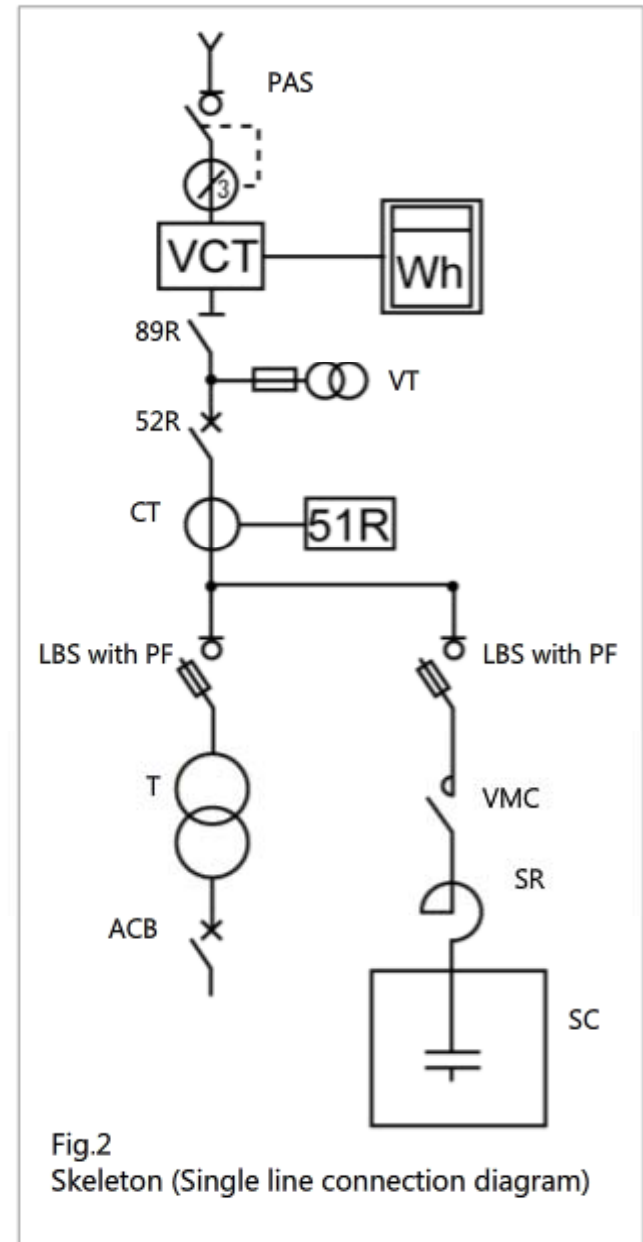 PAS
3
VCT
Wh
89R
VT
52R
CT
51R
LBS with PF
LBS with PF
T
VMC
SR
ACB
SC
Fig.2
Skeleton (Single line connection diagram)